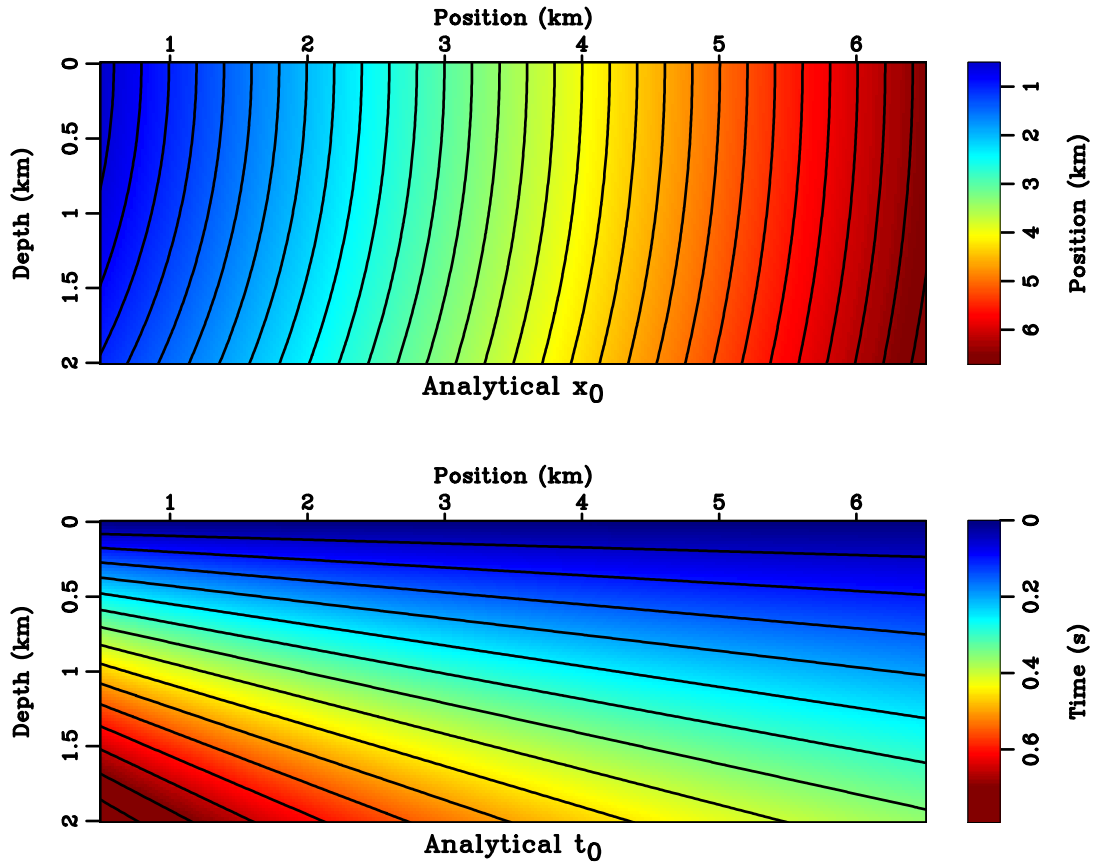 Position (km)
1 2 3 4 5 6
0
0.5
1
1.5
2
Depth (km)
1
2
3
4
5
6
Position (km)
Analytical x0
Position (km)
1 2 3 4 5 6
0
0.5
1
1.5
2
Depth (km)
0
0.2
0.4
0.6
Time (s)
Analytical t0